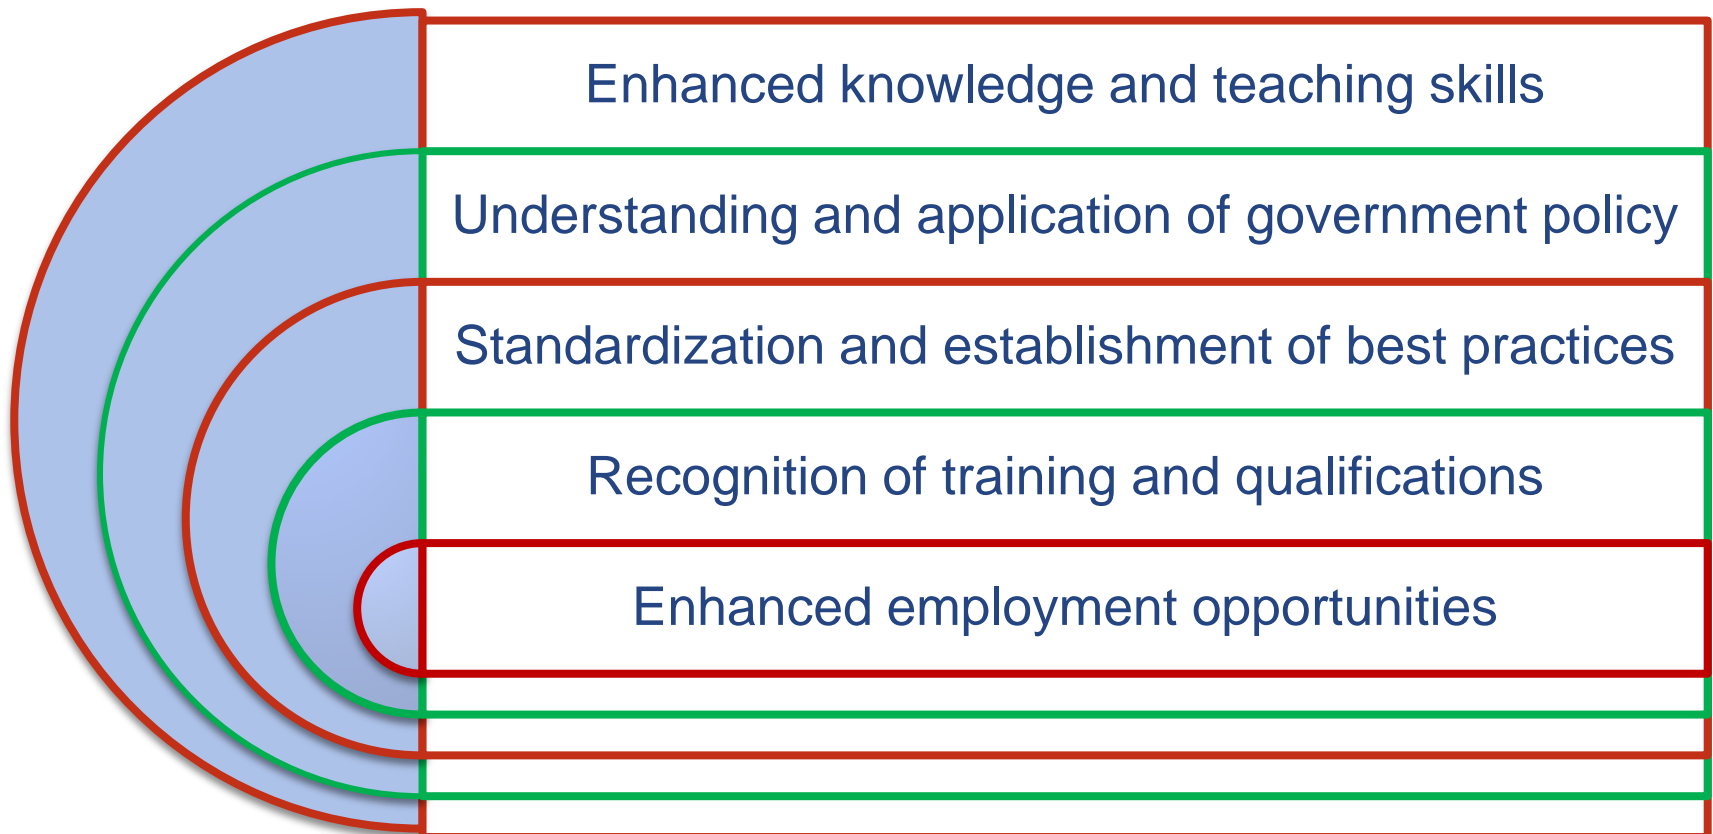 Enhanced knowledge and teaching skills
Understanding and application of government policy
Standardization and establishment of best practices
Recognition of training and qualifications
Enhanced employment opportunities